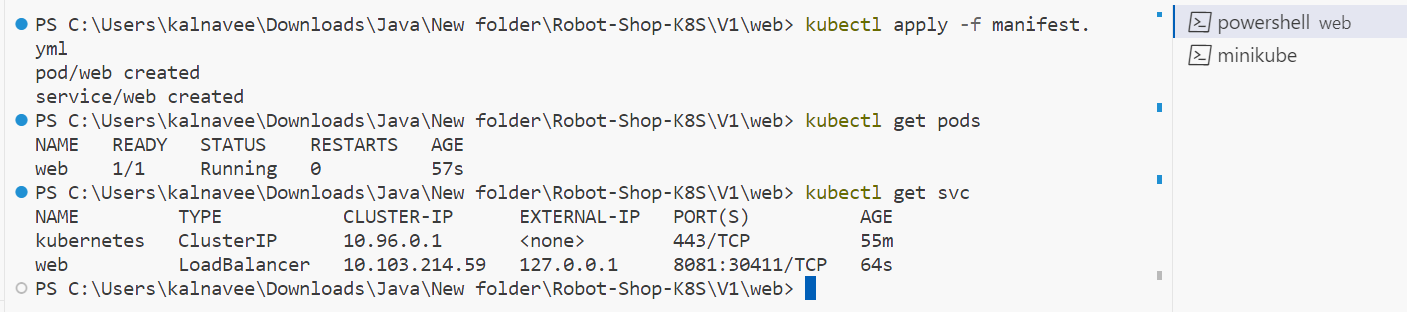 PS C:\Users\kalnavee\Downloads\Java\New folder\Robot-Shop-K8S\V1\web> kubectl apply -f manifest.
yml
pod/web created
service/web created
PS C:\Users\kalnavee\Downloads\Java\New folder\Robot-Shop-K8S\V1\web> kubectl get pods
NAME   READY   STATUS    RESTARTS   AGE
web    1/1     Running   0          57s
PS C:\Users\kalnavee\Downloads\Java\New folder\Robot-Shop-K8S\V1\web> kubectl get svc
NAME         TYPE           CLUSTER-IP      EXTERNAL-IP   PORT(S)          AGE
kubernetes   ClusterIP      10.96.0.1       <none>        443/TCP          55m
web          LoadBalancer   10.103.214.59   127.0.0.1     8081:30411/TCP   64s
PS C:\Users\kalnavee\Downloads\Java\New folder\Robot-Shop-K8S\V1\web>
powershell web
minikube